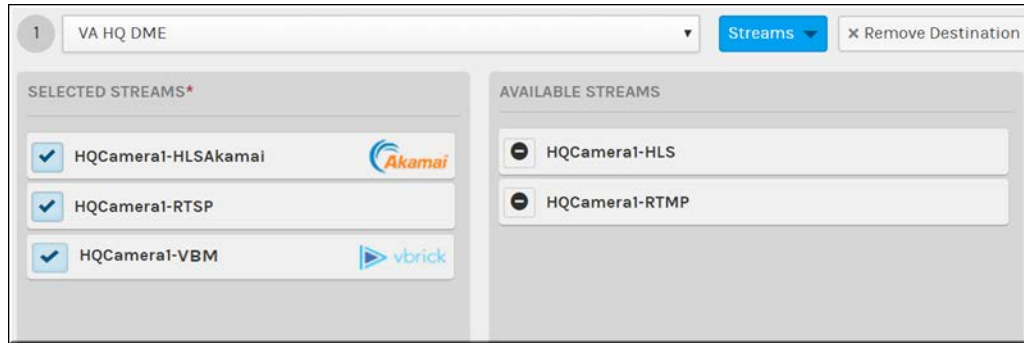 1 VA HQ DME Streams × Remove Destination
SELECTED STREAMS*
HQCamera1-HLSAkamai Akamai
HQCamera1-RTSP
HQCamera1-VBM vbrick
AVAILABLE STREAMS
HQCamera1-HLS
HQCamera1-RTMP